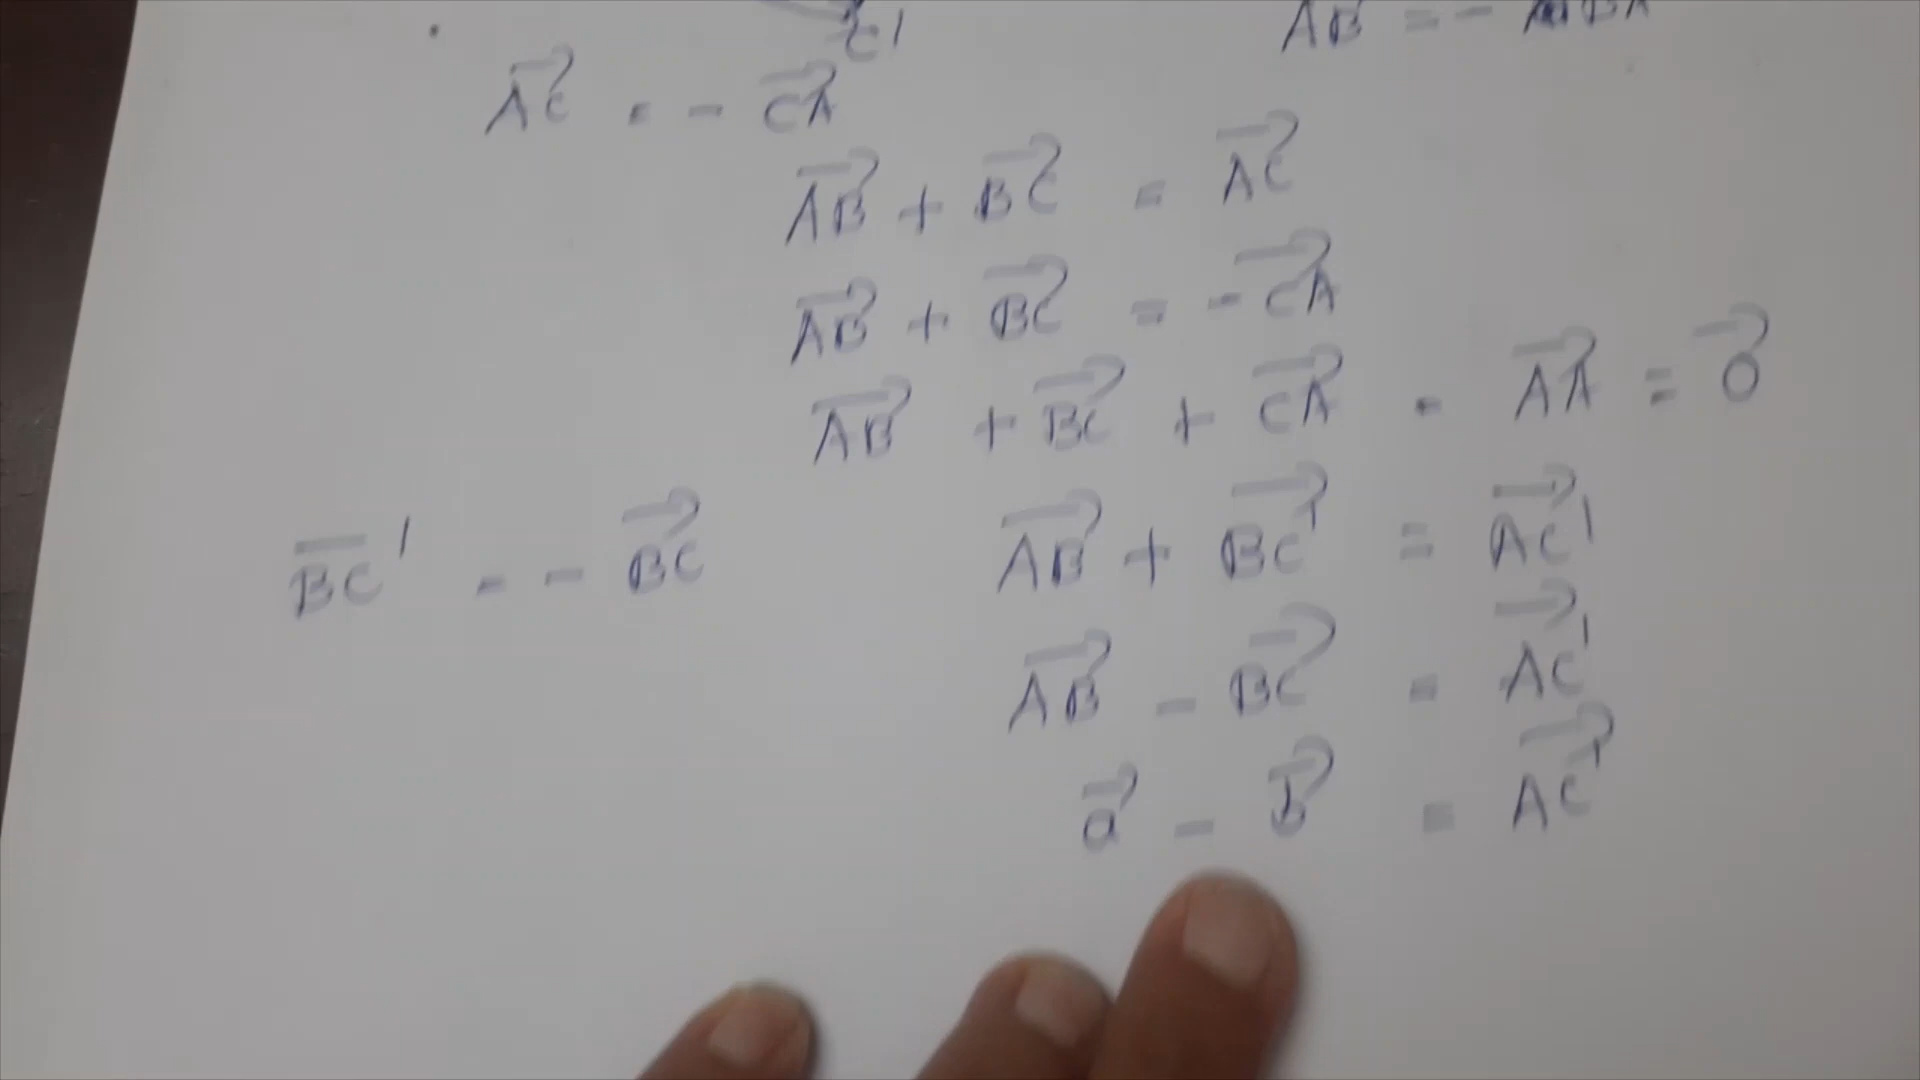 C'
AB = -
AC⃗ = - CA⃗
AB⃗ + BC⃗ = AC⃗
AB⃗ + BC⃗ = - CA⃗
AB⃗ + BC⃗ + CA⃗ = AA⃗ = 0⃗
BC' = - BC⃗
AB⃗ + BC'⃗ = AC'⃗
AB⃗ - BC⃗ = AC'⃗
a⃗ - b⃗ = AC'⃗